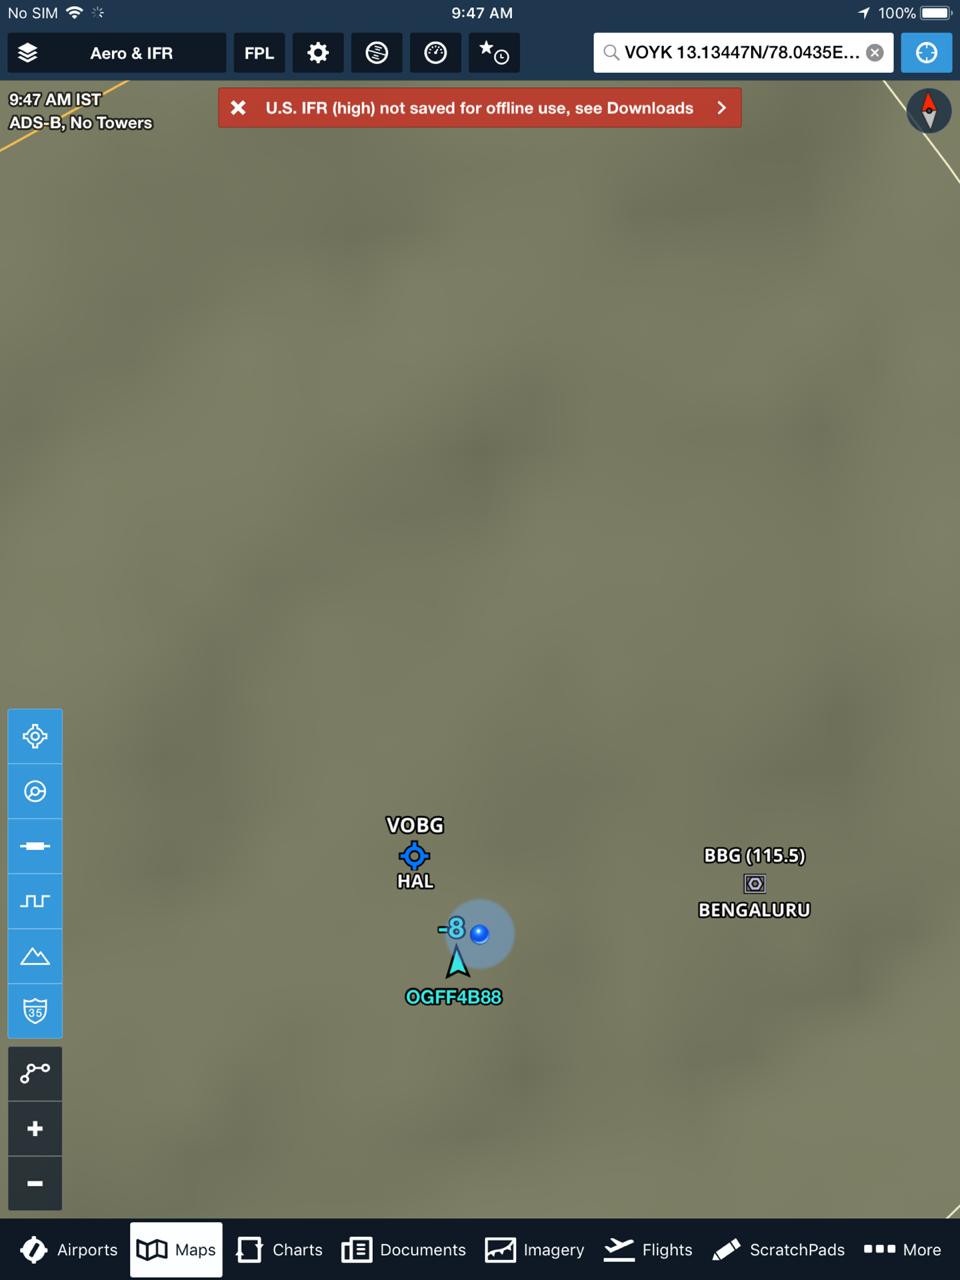 No SIM 9:47 AM 100%
Aero & IFR FPL VOYK 13.13447N/78.0435E...
9:47 AM IST
ADS-B, No Towers
U.S. IFR (high) not saved for offline use, see Downloads
VOBG
HAL
BBG (115.5)
BENGALURU
-8
OGFF4B88
35
Airports Maps Charts Documents Imagery Flights ScratchPads More